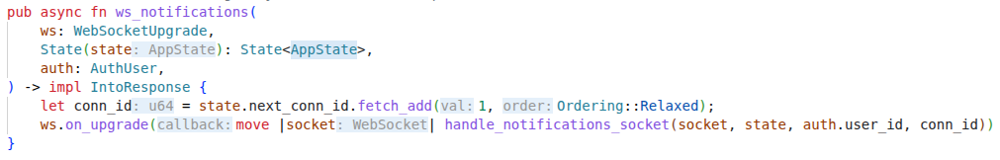 pub async fn ws_notifications(
    ws: WebSocketUpgrade,
    State(state: AppState): State<AppState>,
    auth: AuthUser,
) -> impl IntoResponse {
    let conn_id: u64 = state.next_conn_id.fetch_add(val: 1, order: Ordering::Relaxed);
    ws.on_upgrade(callback: move |socket: WebSocket| handle_notifications_socket(socket, state, auth.user_id, conn_id))
}